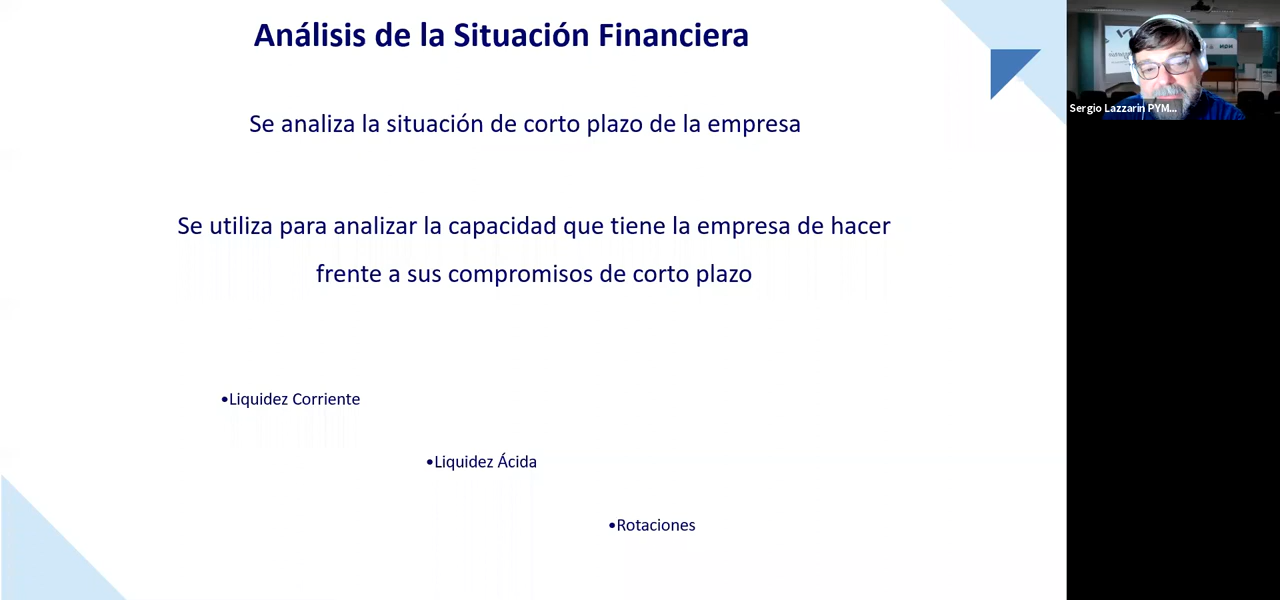 Análisis de la Situación Financiera
Se analiza la situación de corto plazo de la empresa
Se utiliza para analizar la capacidad que tiene la empresa de hacer
frente a sus compromisos de corto plazo
•Liquidez Corriente
•Liquidez Ácida
•Rotaciones
Sergio Lazzarin PYM...